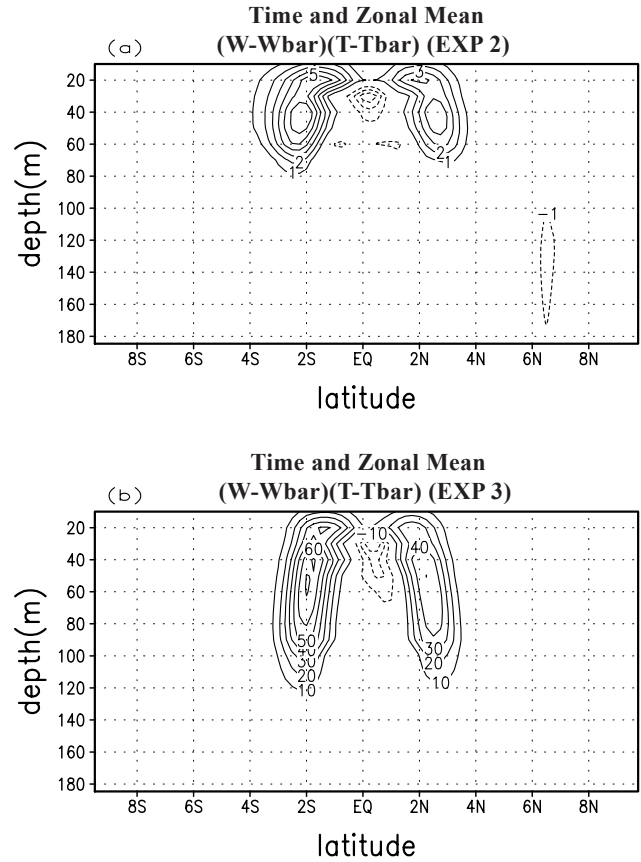 Time and Zonal Mean
(a) (W-Wbar)(T-Tbar) (EXP 2)
5 3
20
40
60
2 2
1 1
80
100
-1
120
140
160
180
8S 6S 4S 2S EQ 2N 4N 6N 8N
depth(m)
latitude
Time and Zonal Mean
(b) (W-Wbar)(T-Tbar) (EXP 3)
20
-10
60 40
40
60
80
50
40
30 30
100
20 20
10 10
120
140
160
180
8S 6S 4S 2S EQ 2N 4N 6N 8N
depth(m)
latitude